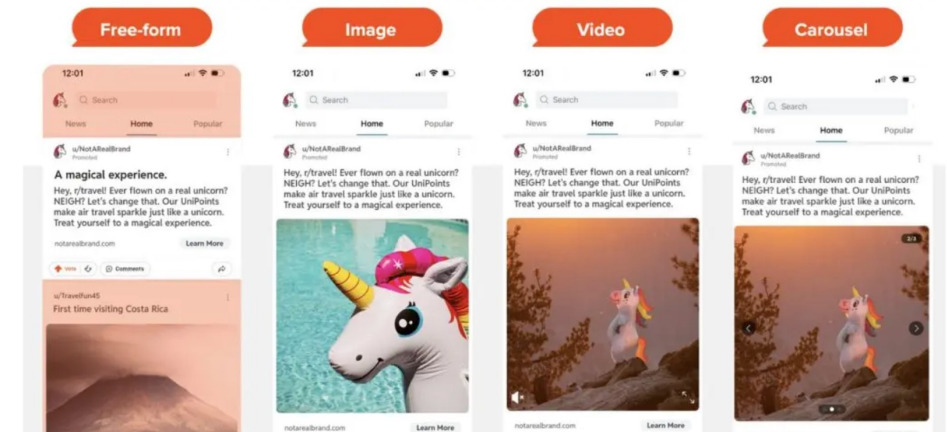 Free-form
12:01
Search
News Home Popular
u/NotARealBrand
Promoted
A magical experience.
Hey, r/travel! Ever flown on a real unicorn?
NEIGH? Let's change that. Our UniPoints
make air travel sparkle just like a unicorn.
Treat yourself to a magical experience.
notarealbrand.com Learn More
Vote Comments
u/Travelfun45
First time visiting Costa Rica
Image
12:01
Search
News Home Popular
u/NotARealBrand
Promoted
Hey, r/travel! Ever flown on a real unicorn?
NEIGH? Let's change that. Our UniPoints
make air travel sparkle just like a unicorn.
Treat yourself to a magical experience.
notarealbrand.com Learn More
Video
12:01
Search
News Home Popular
u/NotARealBrand
Promoted
Hey, r/travel! Ever flown on a real unicorn?
NEIGH? Let's change that. Our UniPoints
make air travel sparkle just like a unicorn.
Treat yourself to a magical experience.
notarealbrand.com Learn More
Carousel
12:01
Search
News Home Popular
u/NotARealBrand
Promoted
Hey, r/travel! Ever flown on a real unicorn?
NEIGH? Let's change that. Our UniPoints
make air travel sparkle just like a unicorn.
Treat yourself to a magical experience.